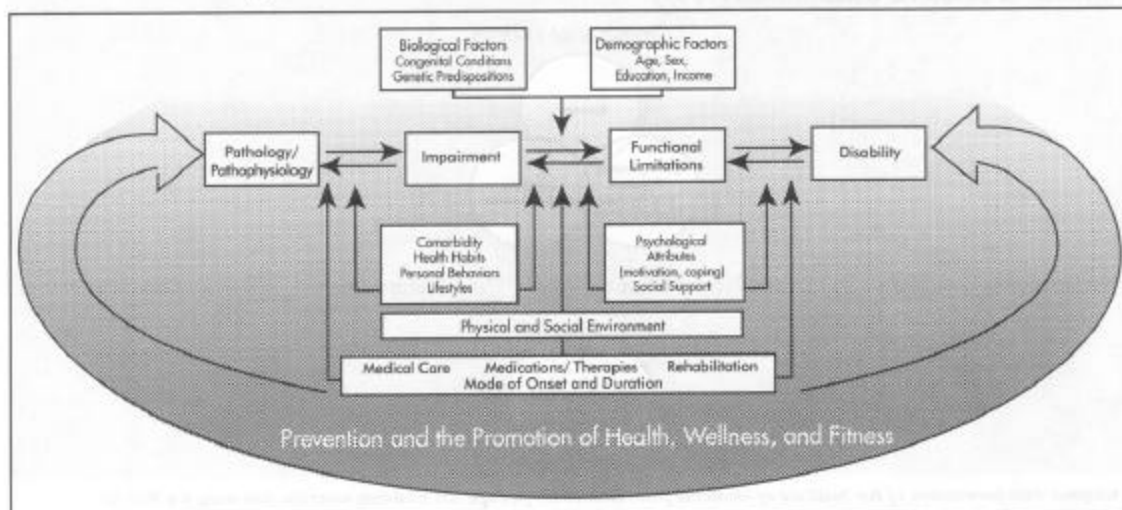 Biological Factors
Congenital Conditions
Genetic Predispositions
Demographic Factors
Age, Sex,
Education, Income
Pathology/
Pathophysiology
Impairment
Functional
Limitations
Disability
Comorbidity
Health Habits
Personal Behaviors
Lifestyles
Psychological
Attributes
(motivation, coping)
Social Support
Physical and Social Environment
Medical Care Medications/ Therapies Rehabilitation
Mode of Onset and Duration
Prevention and the Promotion of Health, Wellness, and Fitness